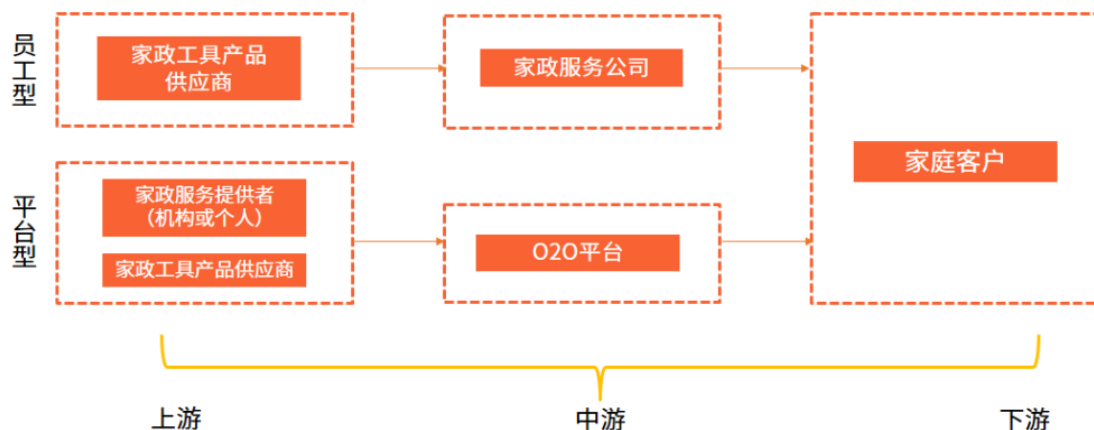 员工型
家政工具产品
供应商
家政服务公司
家庭客户
平台型
家政服务提供者
（机构或个人）
家政工具产品供应商
O2O平台
上游
中游
下游